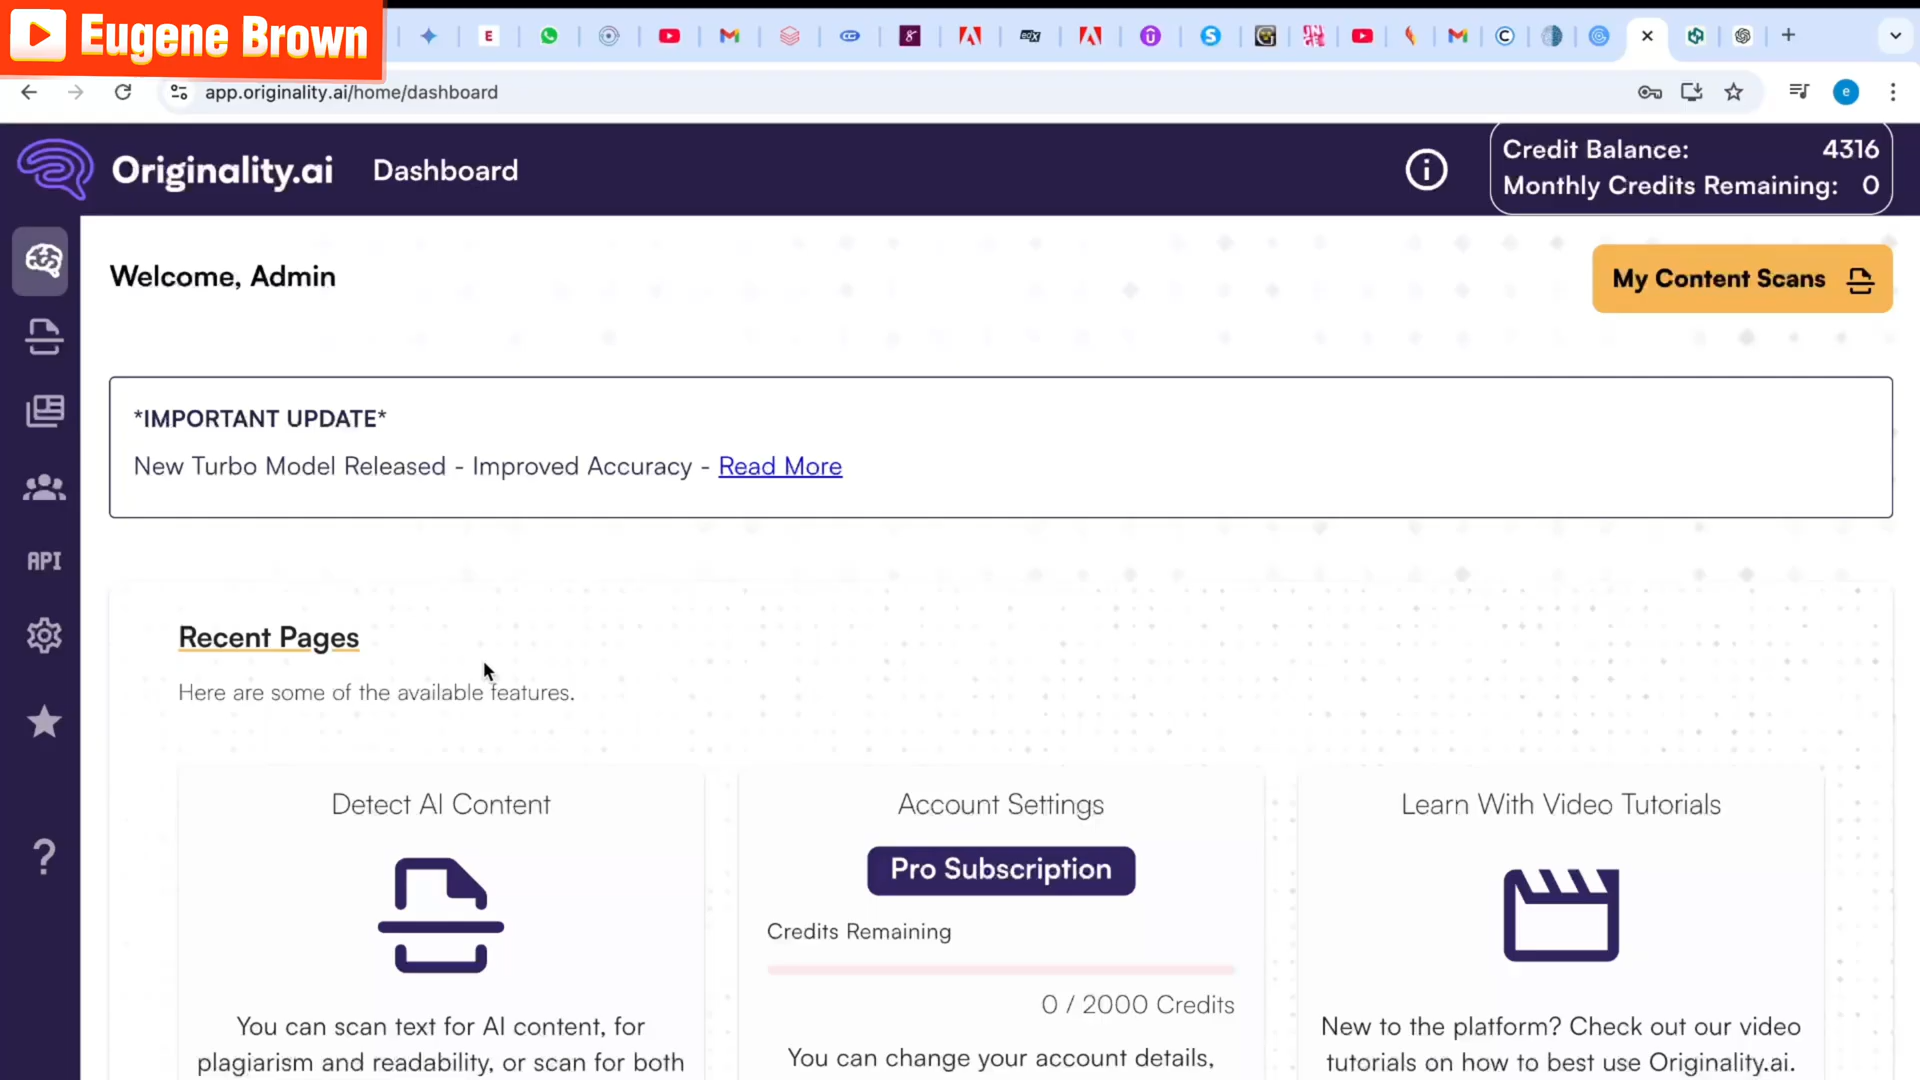 Eugene Brown
app.originality.ai/home/dashboard
e
Originality.ai
Dashboard
Credit Balance: 4316
Monthly Credits Remaining: 0
Welcome, Admin
My Content Scans
*IMPORTANT UPDATE*
New Turbo Model Released - Improved Accuracy - Read More
API
Recent Pages
Here are some of the available features.
Detect AI Content
You can scan text for AI content, for
plagiarism and readability, or scan for both
Account Settings
Pro Subscription
Credits Remaining
0 / 2000 Credits
You can change your account details,
Learn With Video Tutorials
New to the platform? Check out our video
tutorials on how to best use Originality.ai.